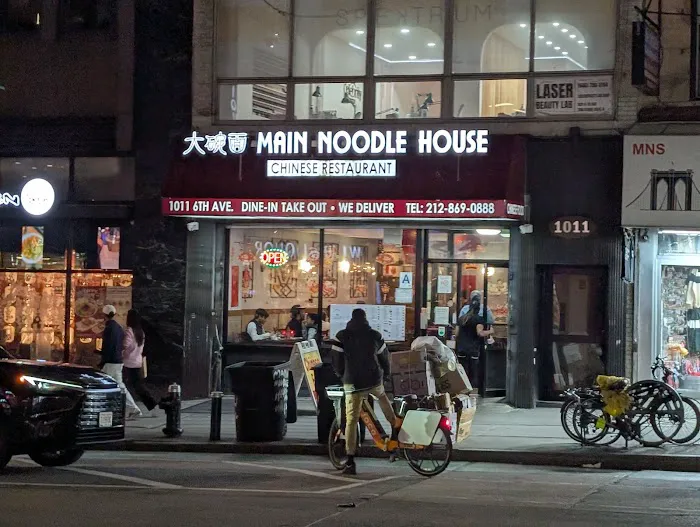 SPEKTRIUM
LASER
BEAUTY LAB
大碗面 MAIN NOODLE HOUSE
CHINESE RESTAURANT
1011 6TH AVE. DINE-IN TAKE OUT • WE DELIVER TEL: 212-869-0888
MNS
1011
OPEN
A